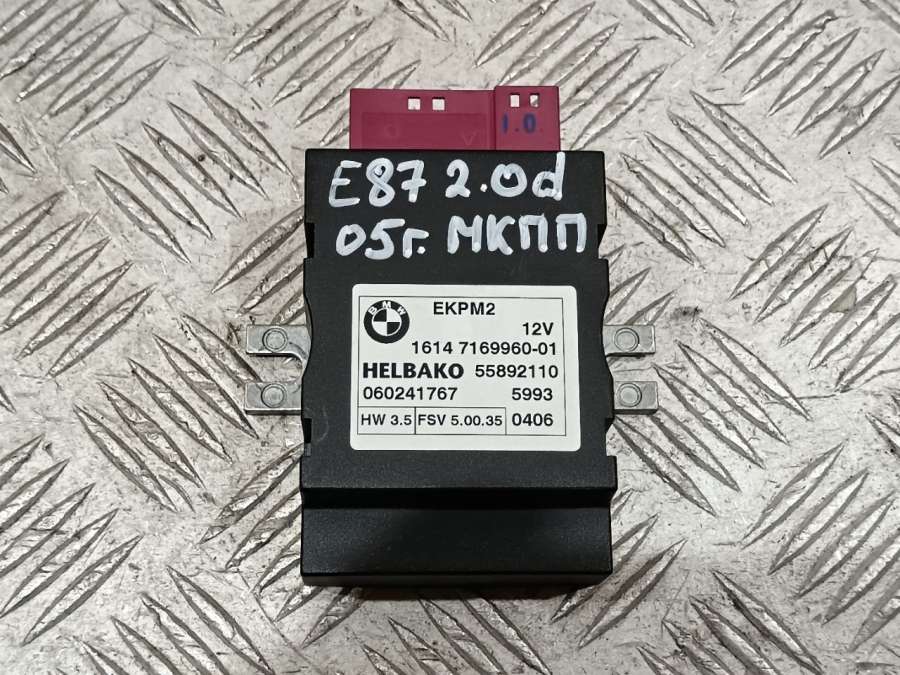 1.0.
E87 2.0d
05г. МКПП
BMW
EKPM2
12V
1614 7169960-01
HELBAKO 55892110
060241767 5993
HW 3.5 FSV 5.00.35 0406